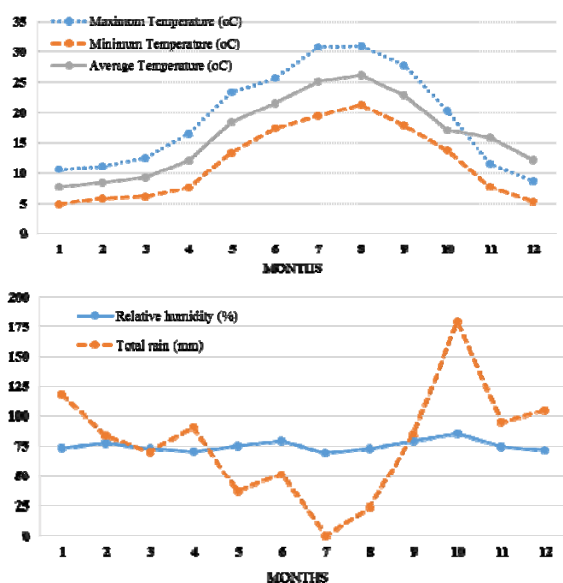 35
Maximum Temperature (oC)
30
Minimum Temperature (oC)
25
Average Temperature (oC)
20
15
10
5
0
1 2 3 4 5 6 7 8 9 10 11 12
MONTHS
200
Relative humidity (%)
175
Total rain (mm)
150
125
100
75
50
25
0
1 2 3 4 5 6 7 8 9 10 11 12
MONTHS